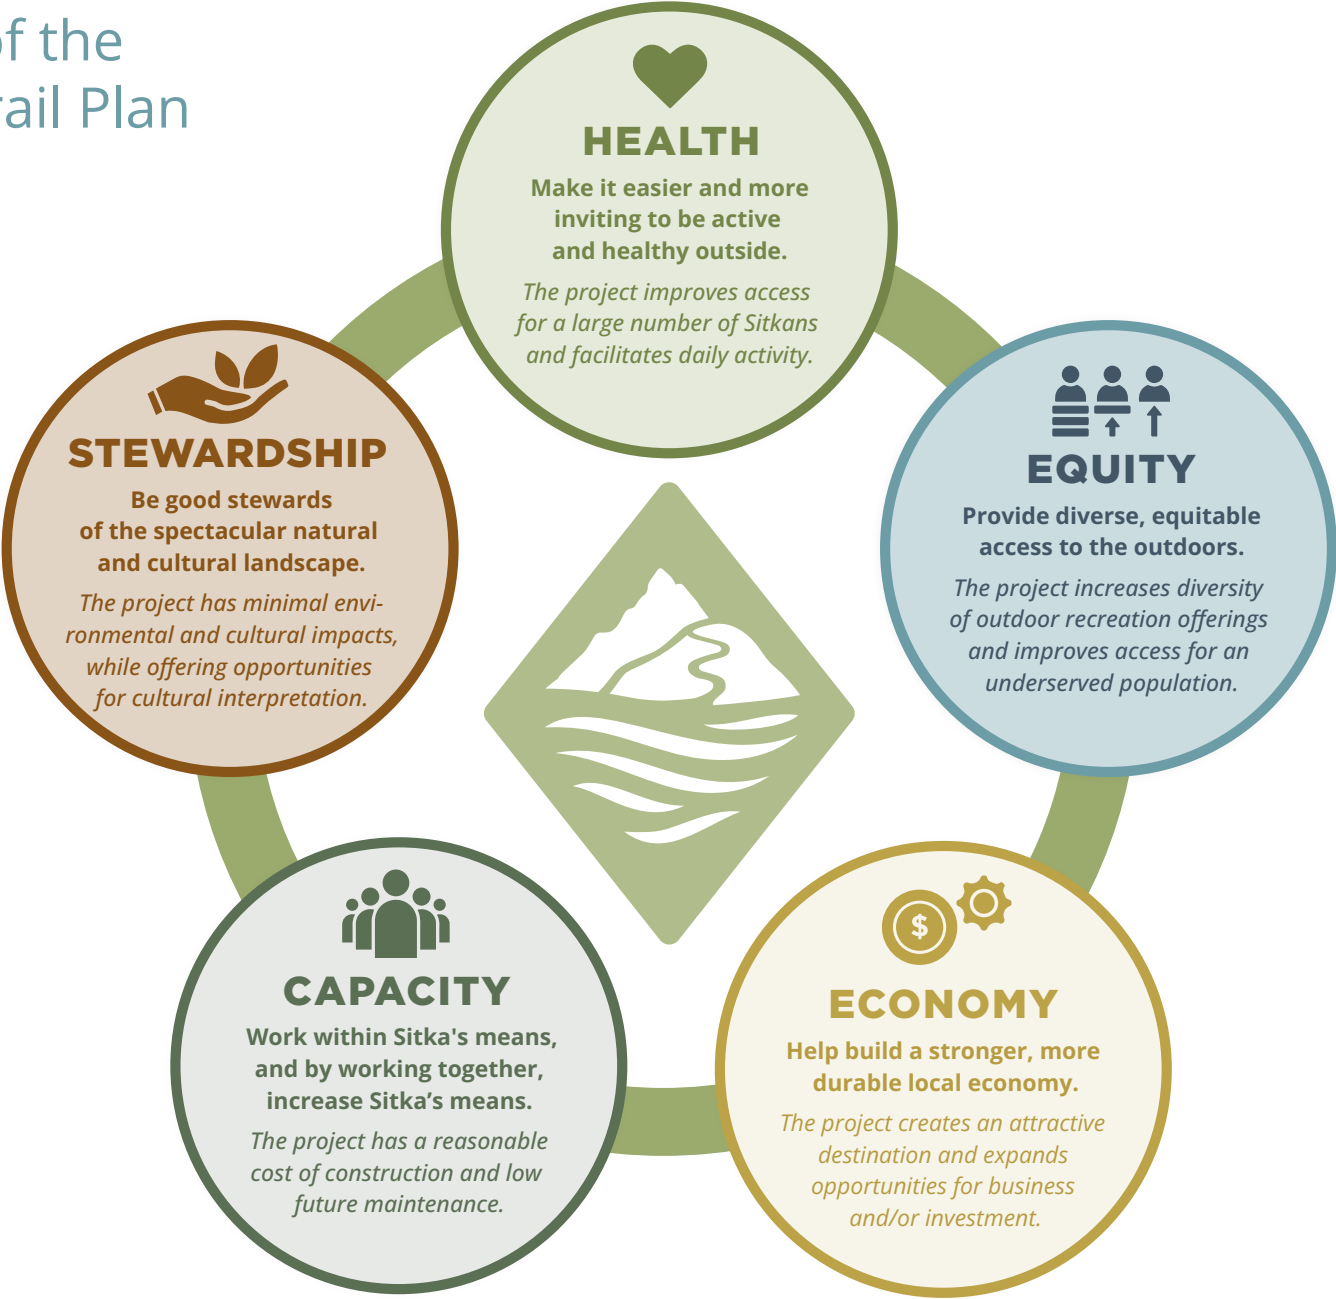 of the
rail Plan
HEALTH
Make it easier and more
inviting to be active
and healthy outside.
The project improves access
for a large number of Sitkans
and facilitates daily activity.
STEWARDSHIP
Be good stewards
of the spectacular natural
and cultural landscape.
The project has minimal envi-
ronmental and cultural impacts,
while offering opportunities
for cultural interpretation.
EQUITY
Provide diverse, equitable
access to the outdoors.
The project increases diversity
of outdoor recreation offerings
and improves access for an
underserved population.
CAPACITY
Work within Sitka's means,
and by working together,
increase Sitka’s means.
The project has a reasonable
cost of construction and low
future maintenance.
$
ECONOMY
Help build a stronger, more
durable local economy.
The project creates an attractive
destination and expands
opportunities for business
and/or investment.